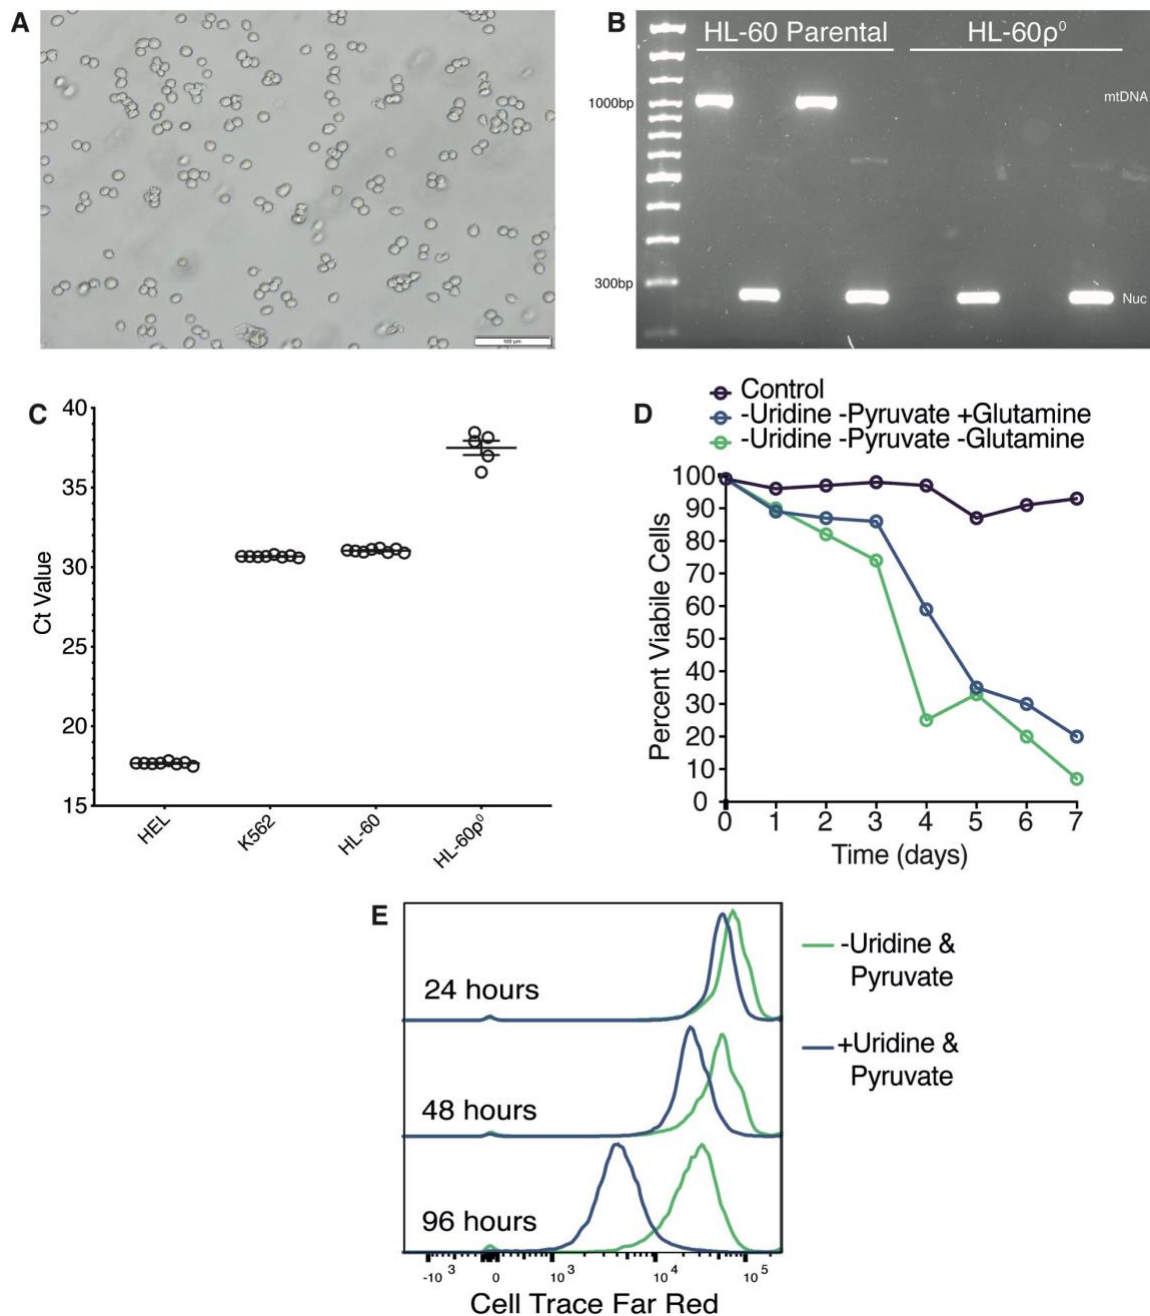 A
100 µm
B
HL-60 Parental
HL-60ρ⁰
1000bp
mtDNA
300bp
Nuc
C
40
35
30
25
20
15
Ct Value
HEL
K562
HL-60
HL-60ρ⁰
Control
-Uridine -Pyruvate +Glutamine
-Uridine -Pyruvate -Glutamine
D
100
90
80
70
60
50
40
30
20
10
0
Percent Viabile Cells
0 1 2 3 4 5 6 7
Time (days)
E
24 hours
48 hours
96 hours
-Uridine &
Pyruvate
+Uridine &
Pyruvate
-10³ 0 10³ 10⁴ 10⁵
Cell Trace Far Red